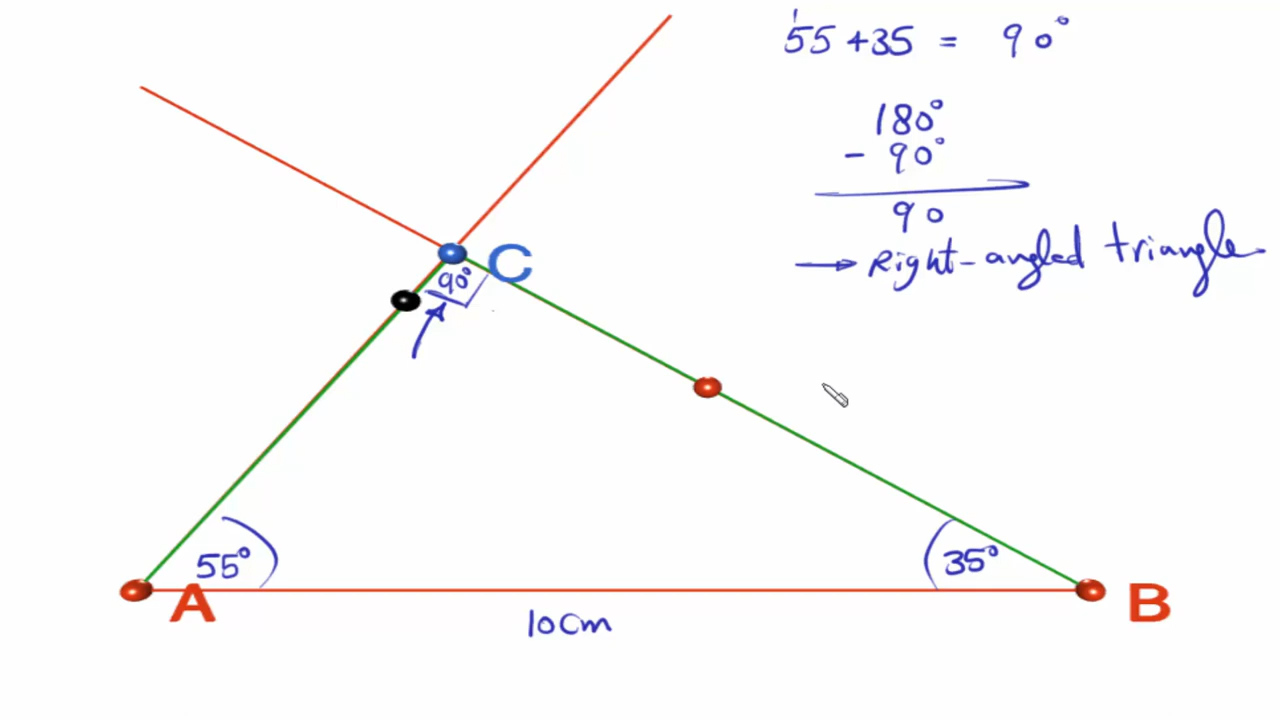 55 + 35 = 90°
180°
- 90°
90
→ Right-angled triangle
C
90°
55°
35°
A
B
10cm